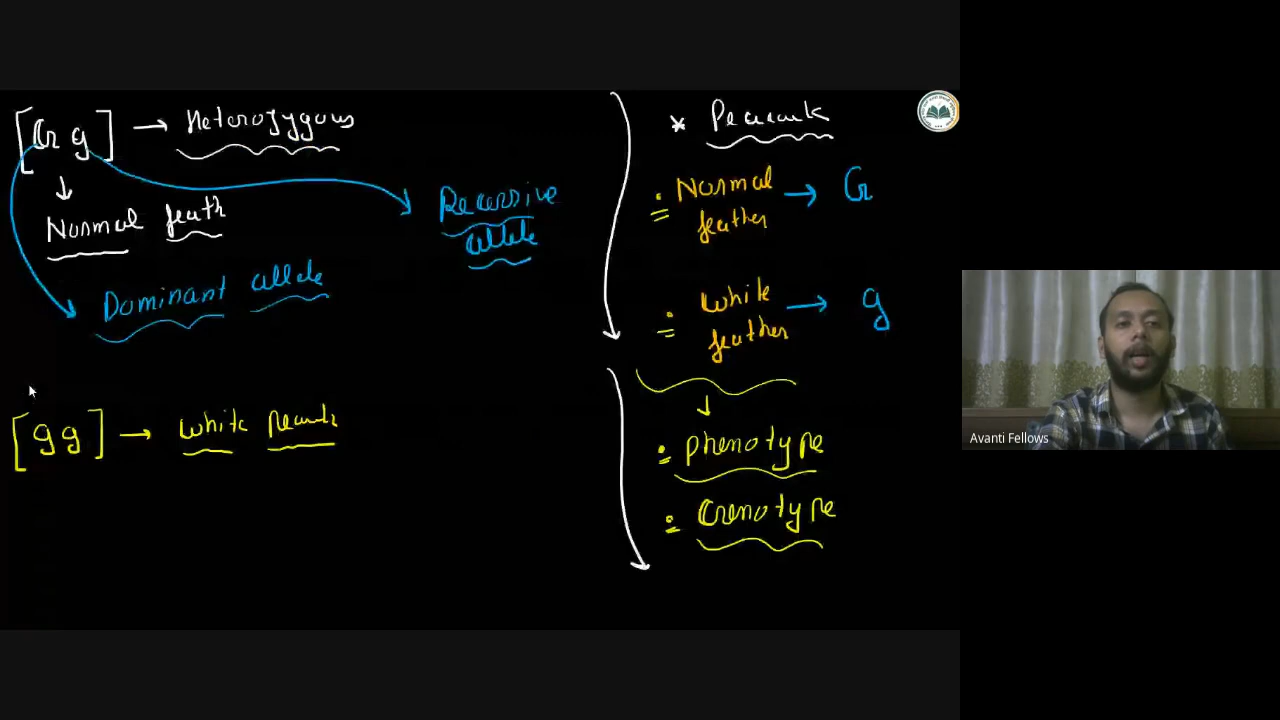 [Gg] → Heterozygous
↓
Normal feath
Recessive
allele
Dominant allele
[gg] → white
* Peacock
: Normal → G
feather
: white → g
feather
↓
: phenotype
: Genotype
Avanti Fellows